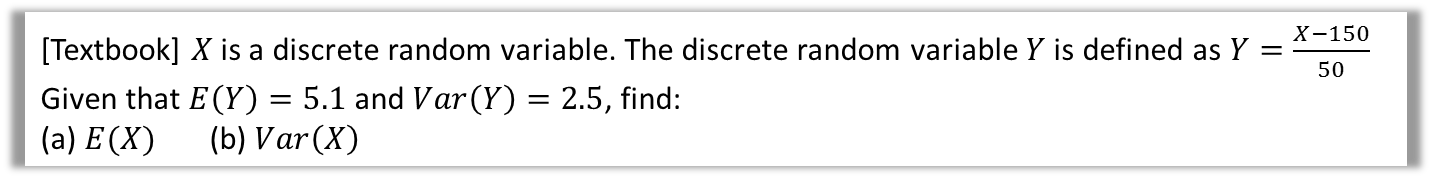 [Textbook] X is a discrete random variable. The discrete random variable Y is defined as Y = \frac{X-150}{50}
Given that E(Y) = 5.1 and Var(Y) = 2.5, find:
(a) E(X) (b) Var(X)